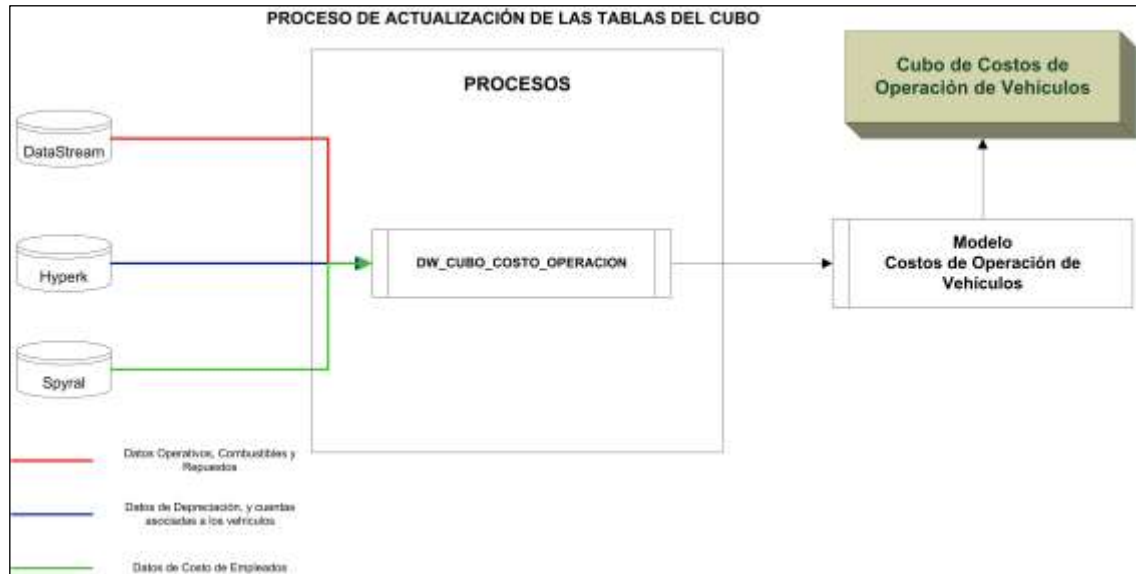 PROCESO DE ACTUALIZACIÓN DE LAS TABLAS DEL CUBO
PROCESOS
Cubo de Costos de
Operación de Vehículos
DataStream
Hyperk
Spyral
DW_CUBO_COSTO_OPERACION
Modelo
Costos de Operación de
Vehículos
Datos Operativos, Combustibles y
Repuestos
Datos de Depreciación, y cuentas
asociadas a los vehículos
Datos de Costo de Empleados